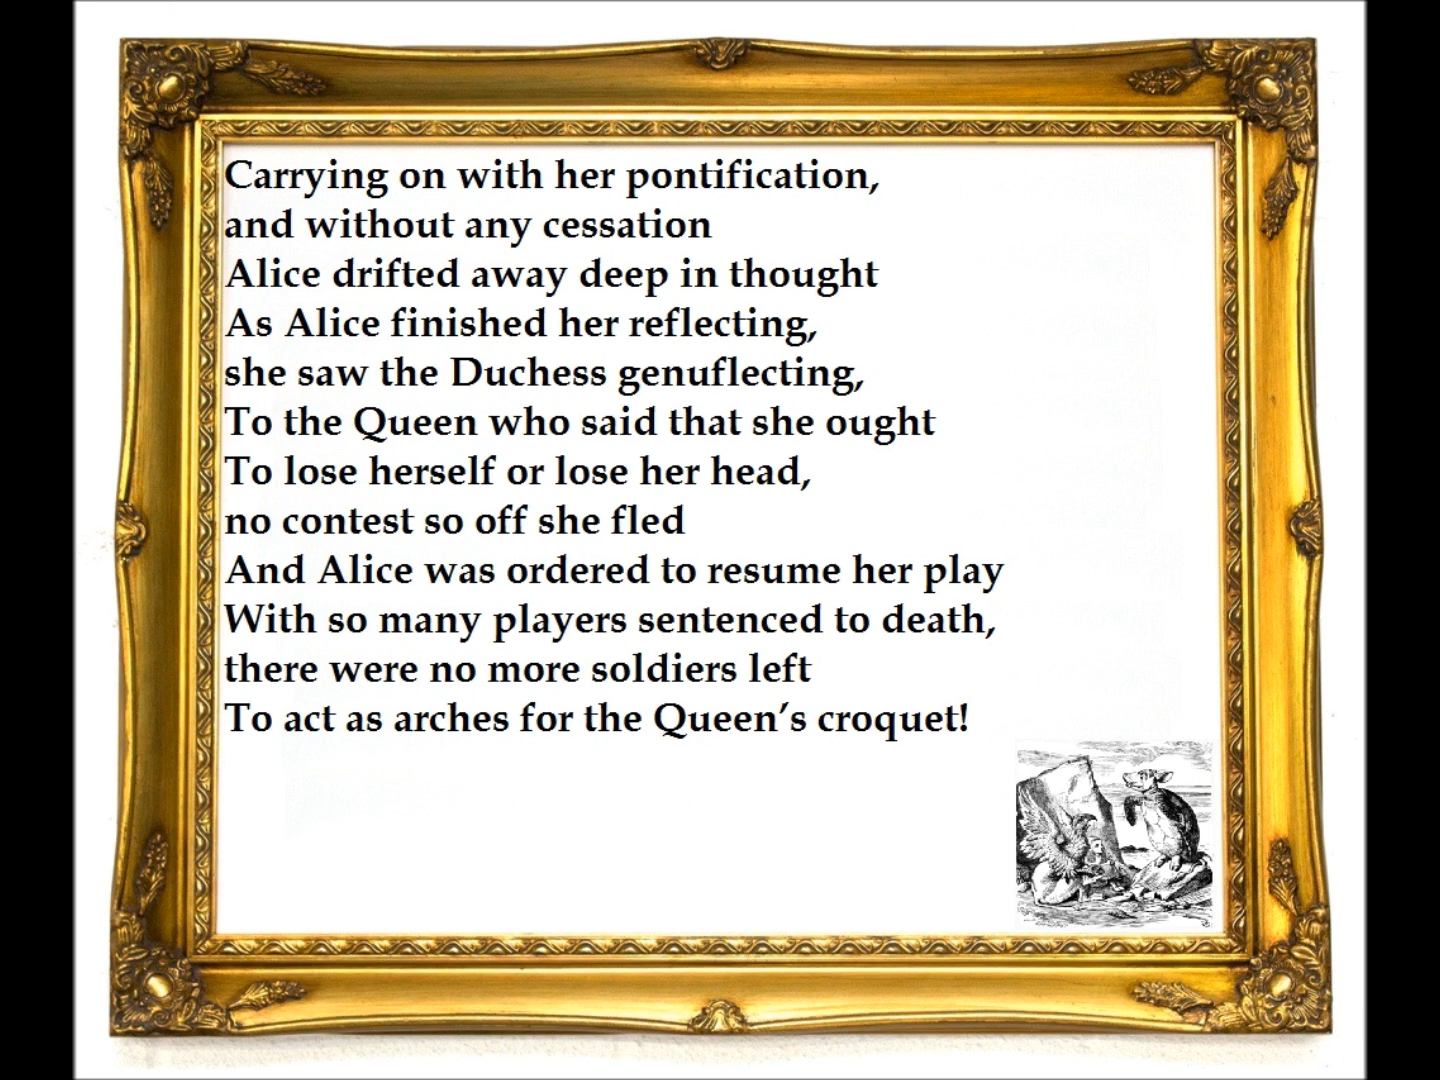 Carrying on with her pontification,
and without any cessation
Alice drifted away deep in thought
As Alice finished her reflecting,
she saw the Duchess genuflecting,
To the Queen who said that she ought
To lose herself or lose her head,
no contest so off she fled
And Alice was ordered to resume her play
With so many players sentenced to death,
there were no more soldiers left
To act as arches for the Queen’s croquet!